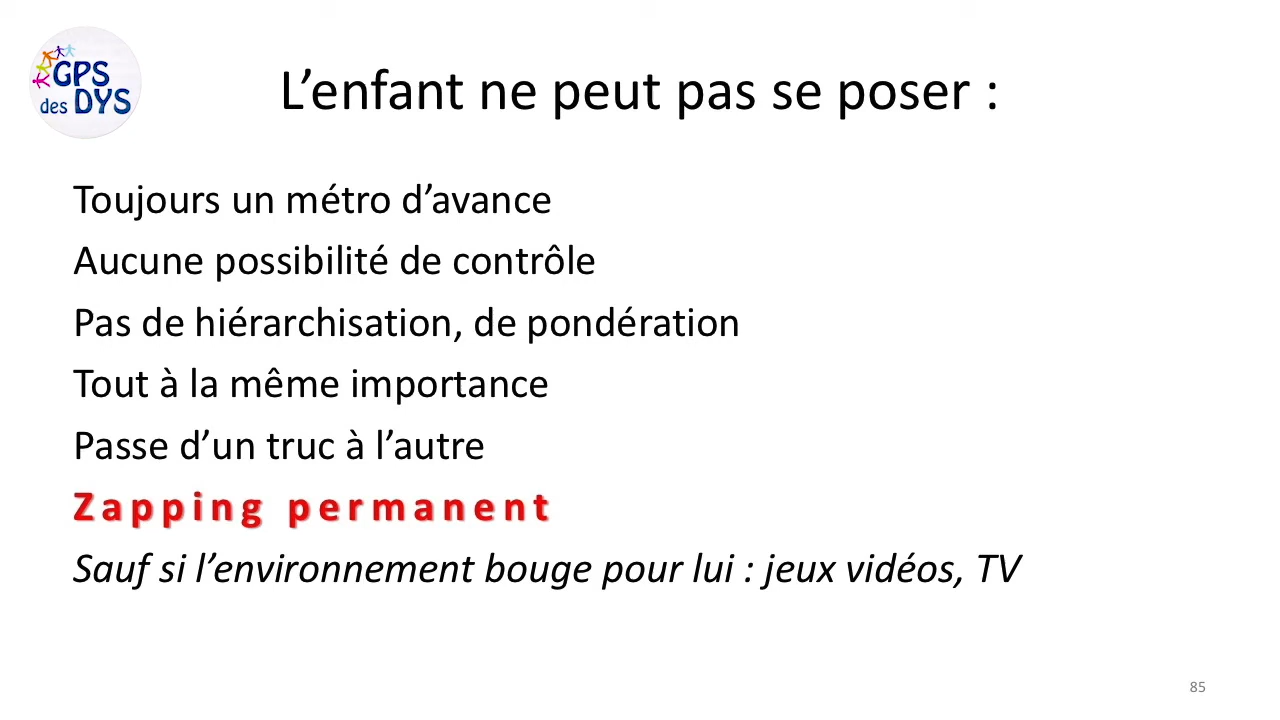 GPS
des DYS
L’enfant ne peut pas se poser :
Toujours un métro d’avance
Aucune possibilité de contrôle
Pas de hiérarchisation, de pondération
Tout à la même importance
Passe d’un truc à l’autre
Zapping permanent
Sauf si l’environnement bouge pour lui : jeux vidéos, TV
85